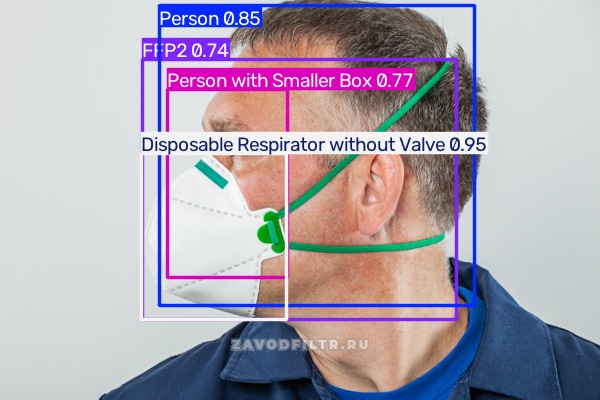 Person 0.85
FFP2 0.74
Person with Smaller Box 0.77
Disposable Respirator without Valve 0.95
ZAVODFILTR.RU